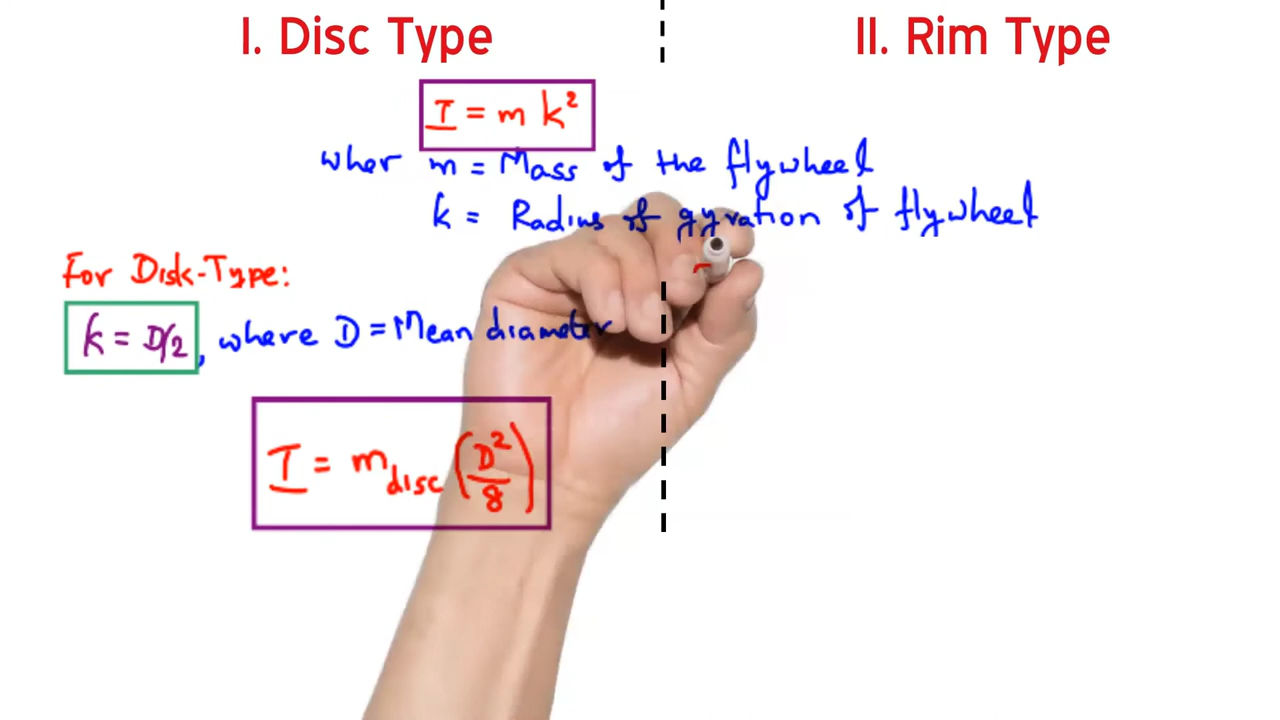 I. Disc Type
II. Rim Type
I = m k²
wher m = Mass of the flywheel
k = Radius of gyration of flywheel
For Disk-Type:
k = D/2, where D = Mean diameter
I = m disc (D²/8)